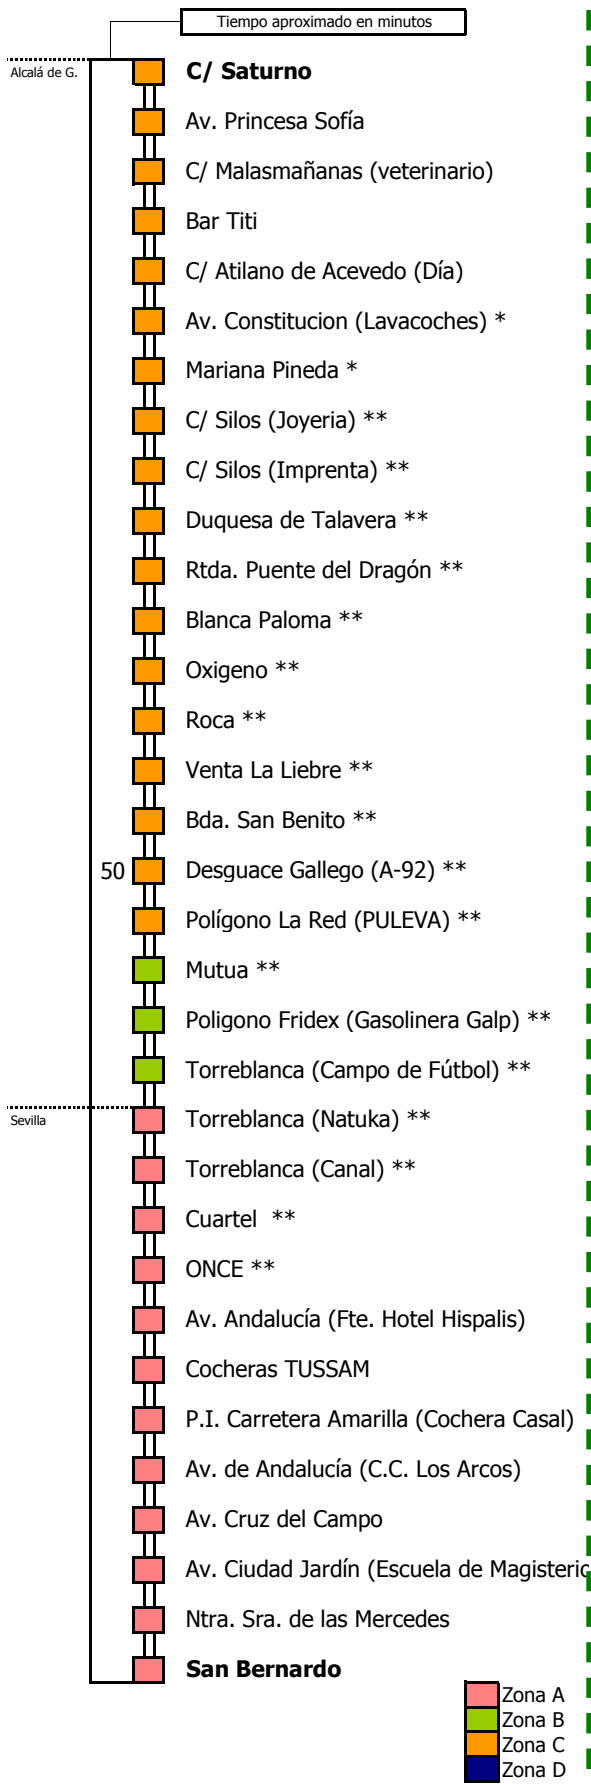 Tiempo aproximado en minutos
Alcalá de G.
C/ Saturno
Av. Princesa Sofía
C/ Malasmañanas (veterinario)
Bar Titi
C/ Atilano de Acevedo (Día)
Av. Constitucion (Lavacoches) *
Mariana Pineda *
C/ Silos (Joyeria) **
C/ Silos (Imprenta) **
Duquesa de Talavera **
Rtda. Puente del Dragón **
Blanca Paloma **
Oxigeno **
Roca **
Venta La Liebre **
Bda. San Benito **
50 Desguace Gallego (A-92) **
Polígono La Red (PULEVA) **
Mutua **
Poligono Fridex (Gasolinera Galp) **
Torreblanca (Campo de Fútbol) **
Sevilla
Torreblanca (Natuka) **
Torreblanca (Canal) **
Cuartel **
ONCE **
Av. Andalucía (Fte. Hotel Hispalis)
Cocheras TUSSAM
P.I. Carretera Amarilla (Cochera Casal)
Av. de Andalucía (C.C. Los Arcos)
Av. Cruz del Campo
Av. Ciudad Jardín (Escuela de Magisteric
Ntra. Sra. de las Mercedes
San Bernardo
Zona A
Zona B
Zona C
Zona D